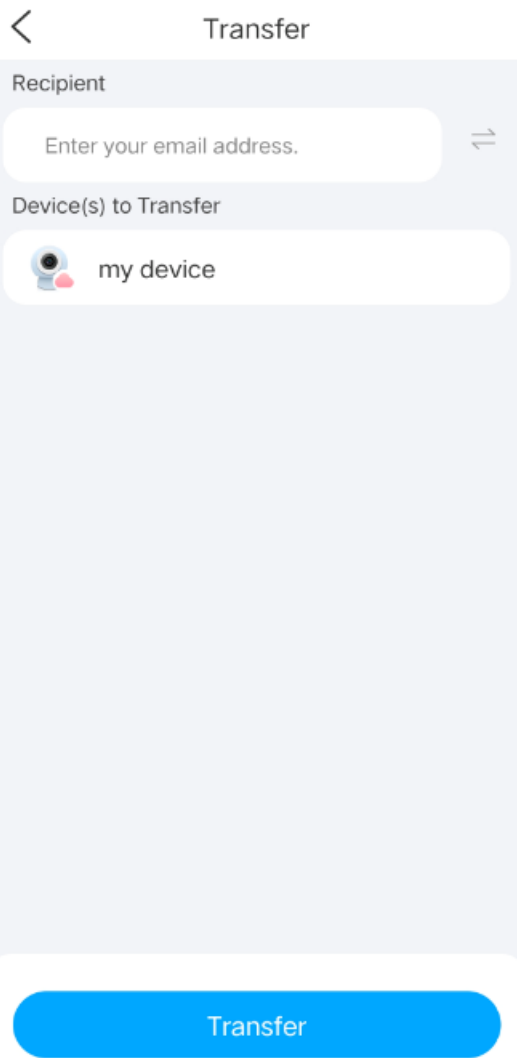 Transfer
Recipient
Enter your email address.
Device(s) to Transfer
my device
Transfer